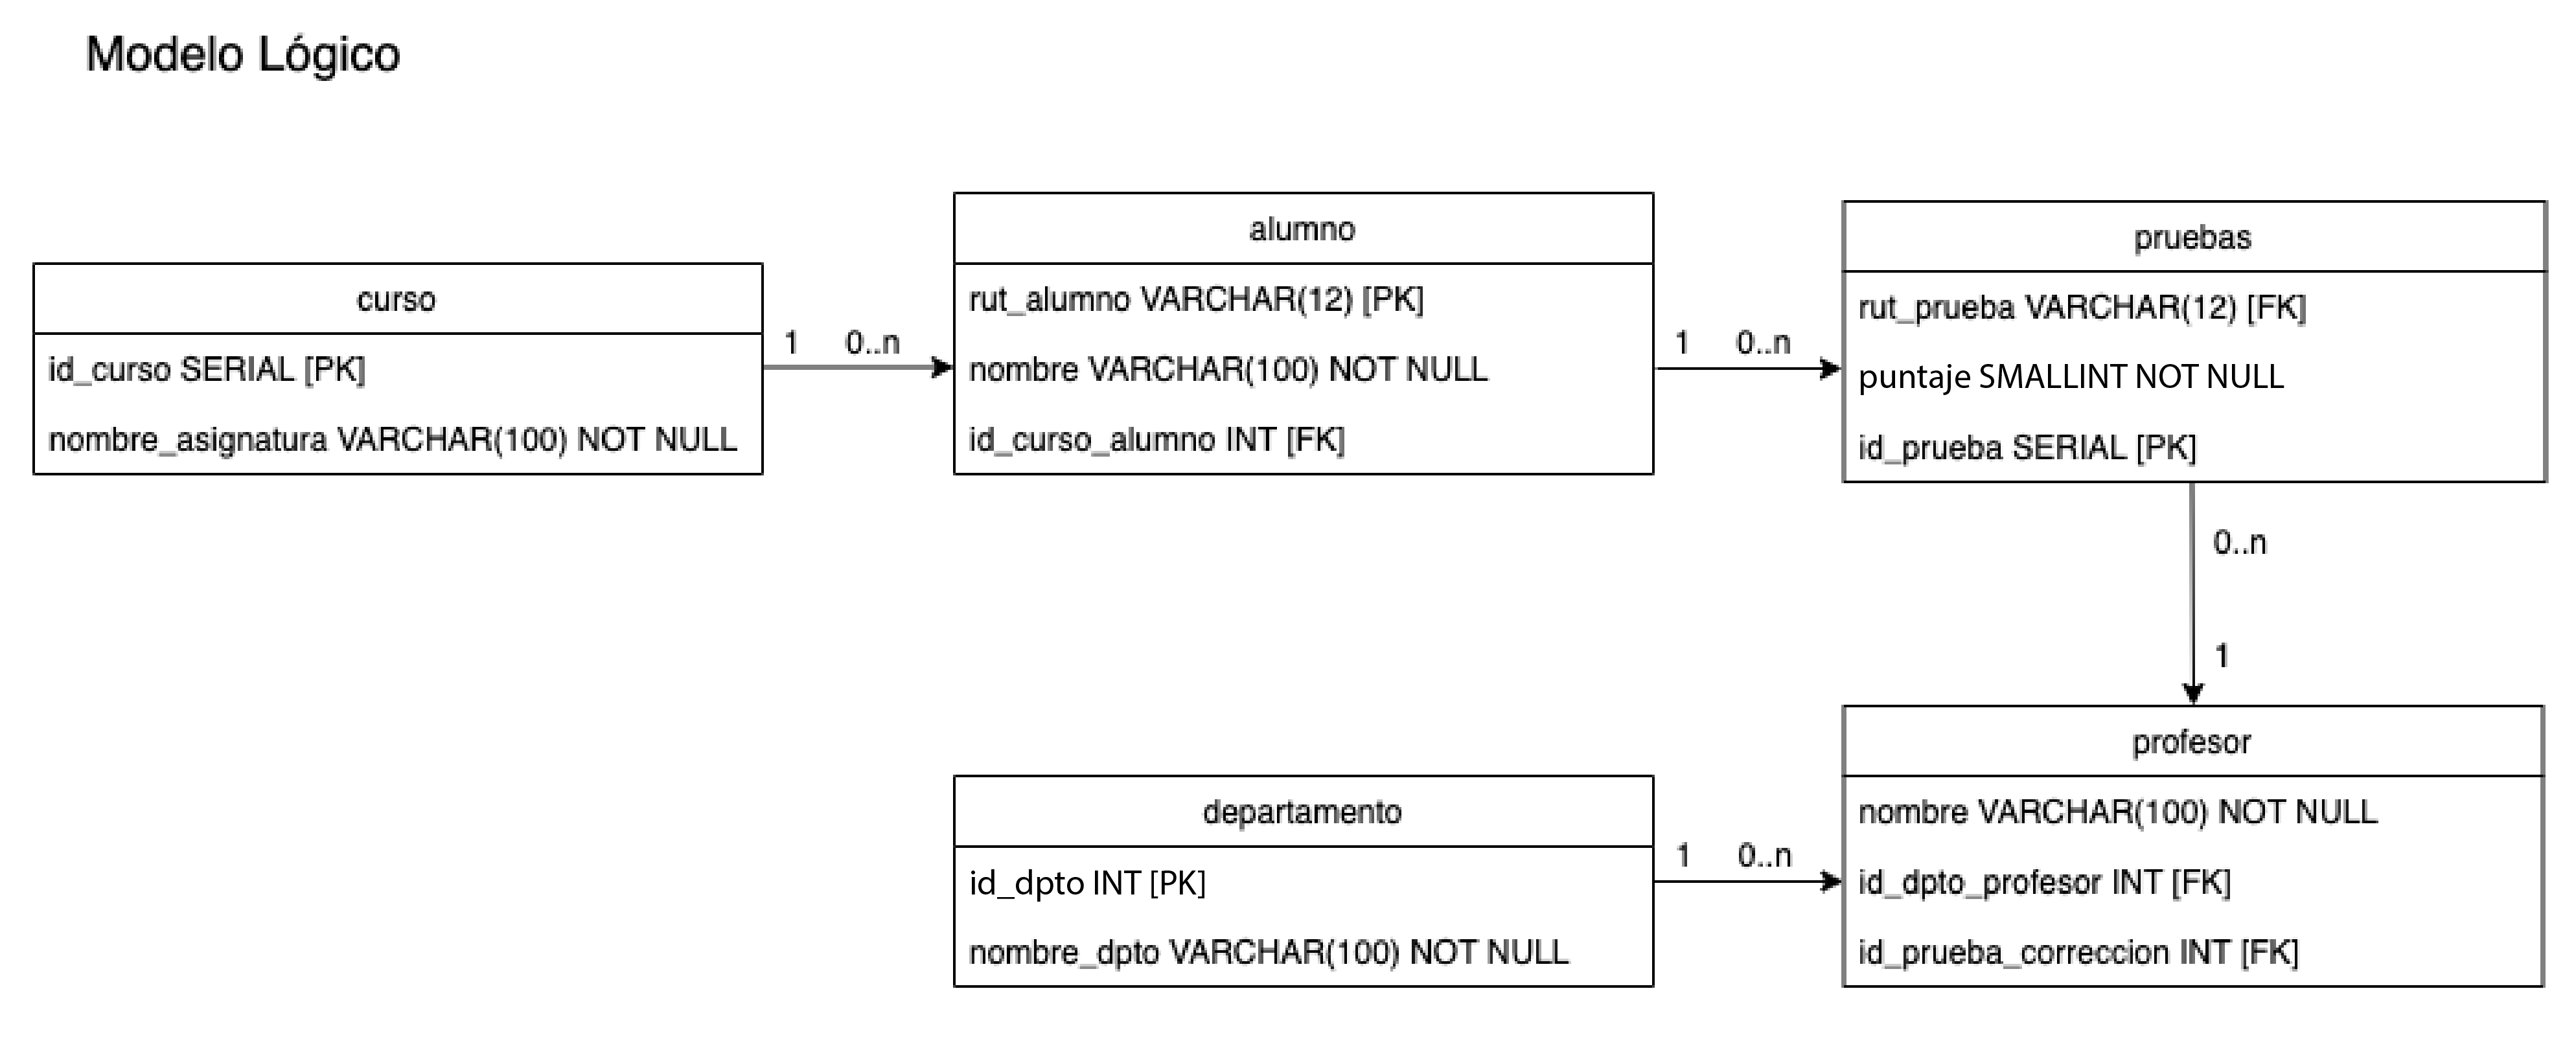 Modelo Lógico
curso
id_curso SERIAL [PK]
nombre_asignatura VARCHAR(100) NOT NULL
1 0..n
alumno
rut_alumno VARCHAR(12) [PK]
nombre VARCHAR(100) NOT NULL
id_curso_alumno INT [FK]
1 0..n
pruebas
rut_prueba VARCHAR(12) [FK]
puntaje SMALLINT NOT NULL
id_prueba SERIAL [PK]
0..n
1
departamento
id_dpto INT [PK]
nombre_dpto VARCHAR(100) NOT NULL
1 0..n
profesor
nombre VARCHAR(100) NOT NULL
id_dpto_profesor INT [FK]
id_prueba_correccion INT [FK]